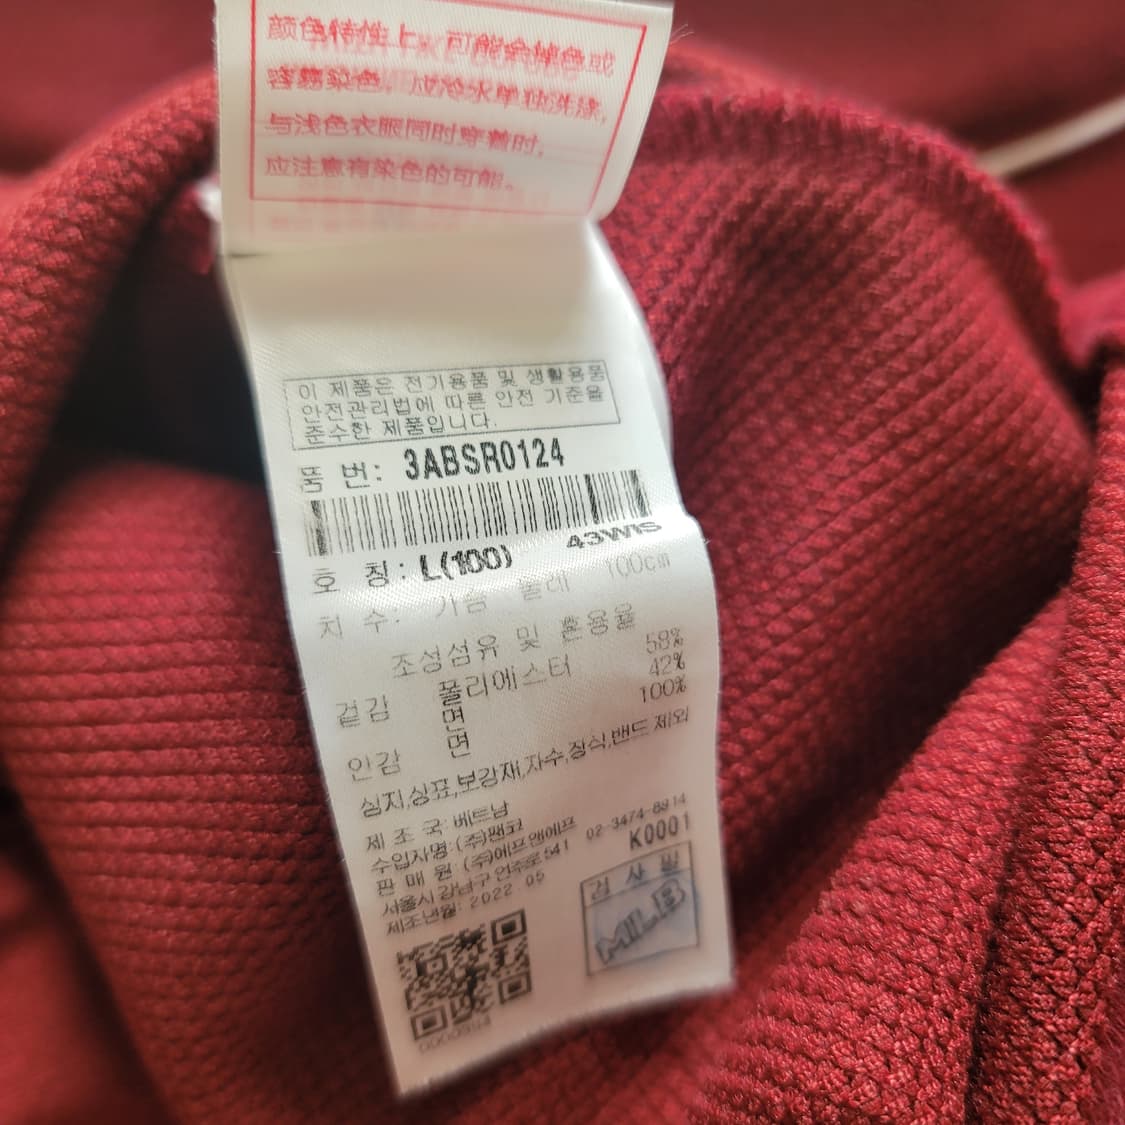 颜色特性上，可能会掉色或
容易染色，应冷水单独洗涤，
与浅色衣服同时穿着时，
应注意有染色的可能。
이 제품은 전기용품 및 생활용품
안전관리법에 따른 안전 기준을
준수한 제품입니다.
품 번: 3ABSR0124
43WIS
호 칭: L(100)
치 수: 가슴 둘레 100cm
조성섬유 및 혼용율
겉감 폴리에스터 58%
면 42%
안감 면 100%
심지,상표,보강재,자수,장식,밴드 제외
제 조 국: 베트남
수입자명: (주)팬코
판 매 원: (주)에프앤에프 02-3474-8914
서울시 강남구 언주로 541 K0001
제조년월: 2022 05
검 사 필
MLB